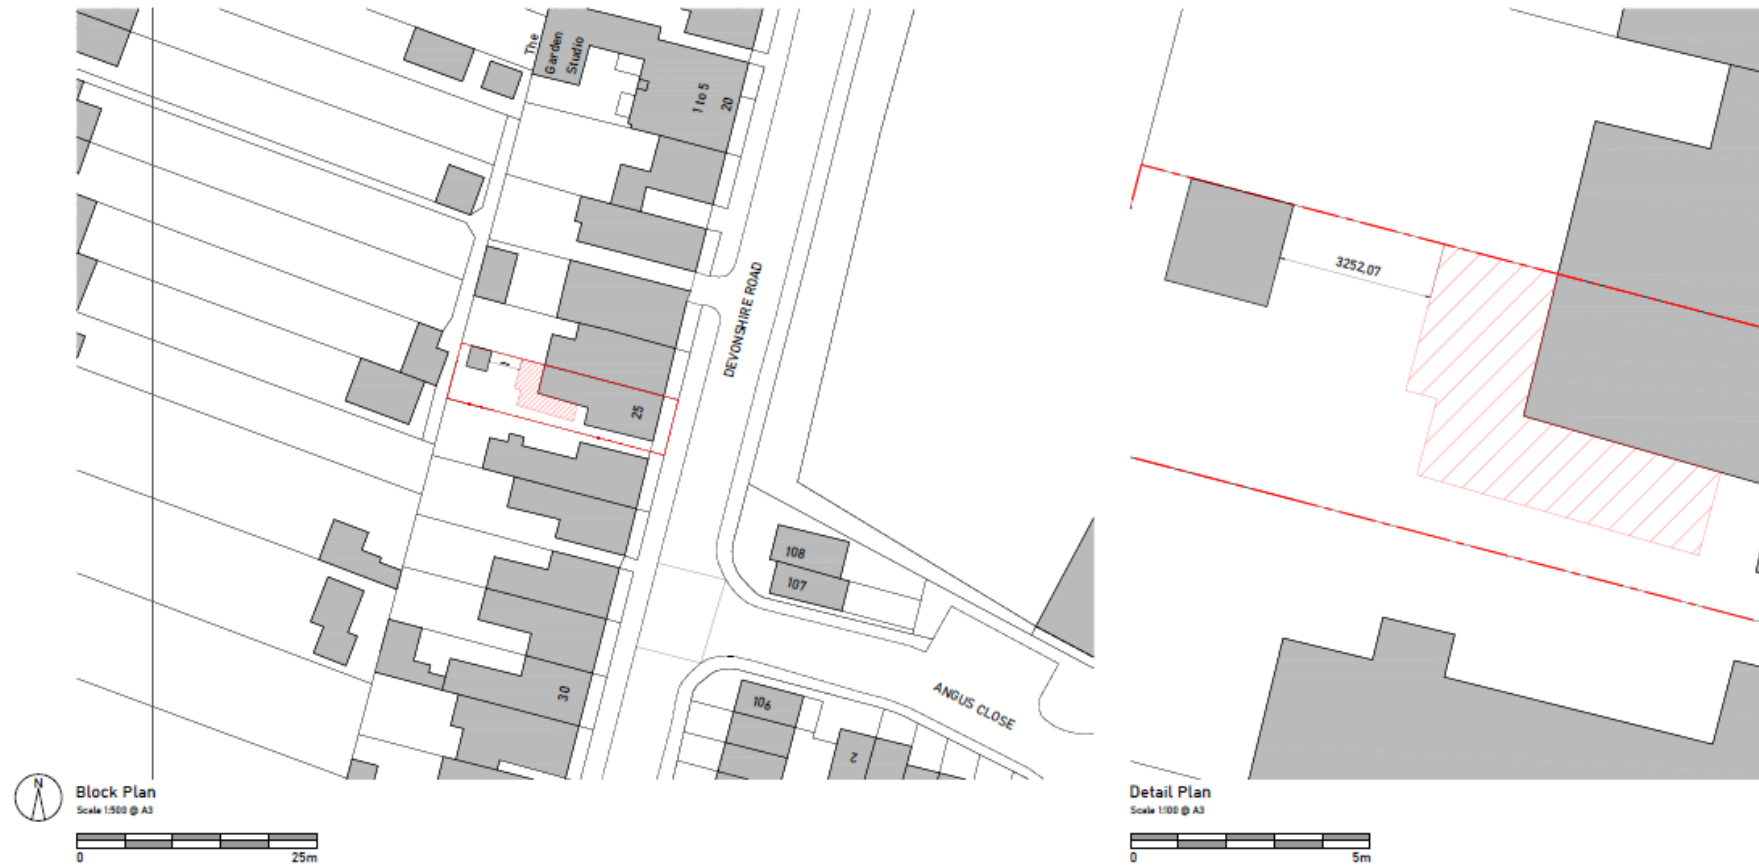 The
Garden
Studio
1 to 5
20
DEVONSHIRE ROAD
25
108
107
ANGUS CLOSE
106
2
30
3252,07
N
Block Plan
Scale 1:500 @ A3
0 25m
Detail Plan
Scale 1:100 @ A3
0 5m